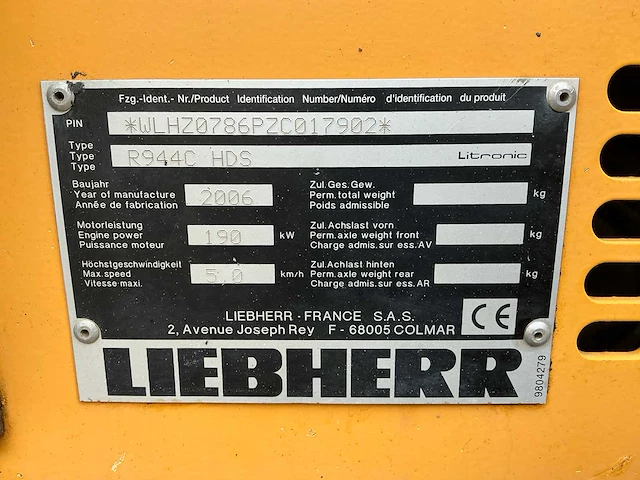 Fzg.-Ident.- Nr./Product Identification Number/Numéro d'identification du produit
PIN *WLHZ0786PZC017902*
Type
Type R944C HDS Litronic
Type
Baujahr
Year of manufacture 2006
Année de fabrication
Zul. Ges. Gew.
Perm. total weight kg
Poids admissible
Motorleistung
Engine power 190 kW
Puissance moteur
Zul. Achslast vorn
Perm. axle weight front kg
Charge admis. sur ess. AV
Höchstgeschwindigkeit
Max. speed 5.0 km/h
Vitesse maxi.
Zul. Achlast hinten
Perm. axle weight rear kg
Charge admis. sur ess. AR
LIEBHERR - FRANCE S.A.S.
2, Avenue Joseph Rey F - 68005 COLMAR
CE
LIEBHERR
9804279